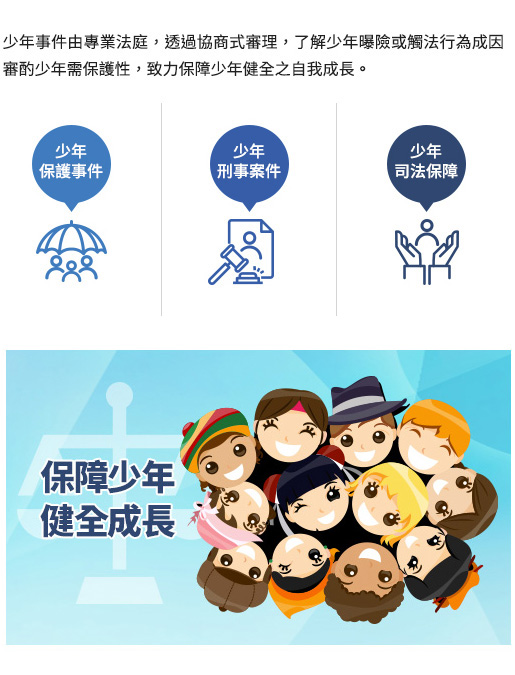 少年事件由專業法庭，透過協商式審理，了解少年曝險或觸法行為成因
審酌少年需保護性，致力保障少年健全之自我成長。
少年
保護事件
少年
刑事案件
少年
司法保障
保障少年
健全成長